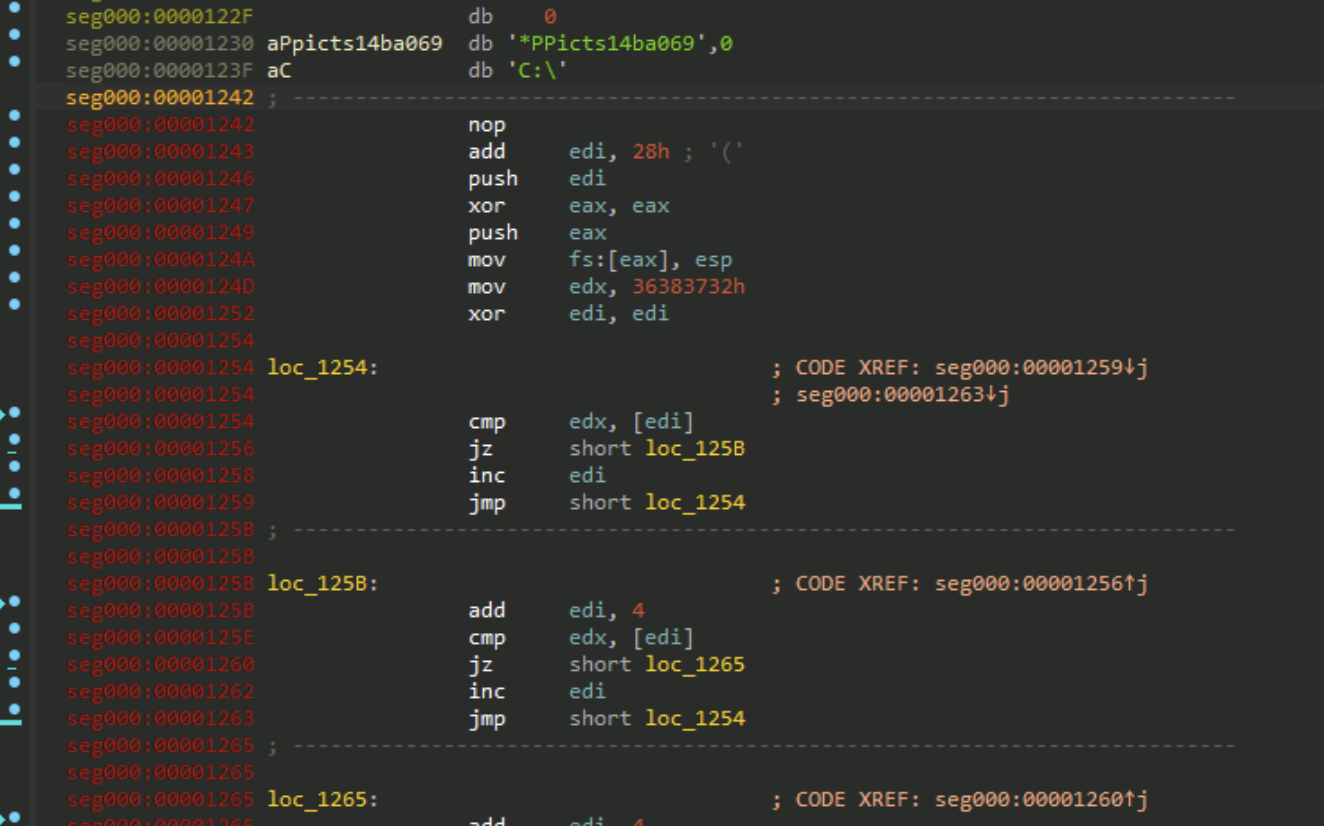 seg000:0000122F db 0
seg000:00001230 aPpicts14ba069 db '*PPicts14ba069',0
seg000:0000123F aC db 'C:\'
seg000:00001242 ; ---------------------------------------------------------------------------
seg000:00001242 nop
seg000:00001243 add edi, 28h ; '('
seg000:00001246 push edi
seg000:00001247 xor eax, eax
seg000:00001249 push eax
seg000:0000124A mov fs:[eax], esp
seg000:0000124D mov edx, 36383732h
seg000:00001252 xor edi, edi
seg000:00001254
seg000:00001254 loc_1254: ; CODE XREF: seg000:00001259↓j
seg000:00001254 ; seg000:00001263↓j
seg000:00001254 cmp edx, [edi]
seg000:00001256 jz short loc_125B
seg000:00001258 inc edi
seg000:00001259 jmp short loc_1254
seg000:0000125B ; ---------------------------------------------------------------------------
seg000:0000125B
seg000:0000125B loc_125B: ; CODE XREF: seg000:00001256↑j
seg000:0000125B add edi, 4
seg000:0000125E cmp edx, [edi]
seg000:00001260 jz short loc_1265
seg000:00001262 inc edi
seg000:00001263 jmp short loc_1254
seg000:00001265 ; ---------------------------------------------------------------------------
seg000:00001265
seg000:00001265 loc_1265: ; CODE XREF: seg000:00001260↑j
seg000:00001265 add edi, 4